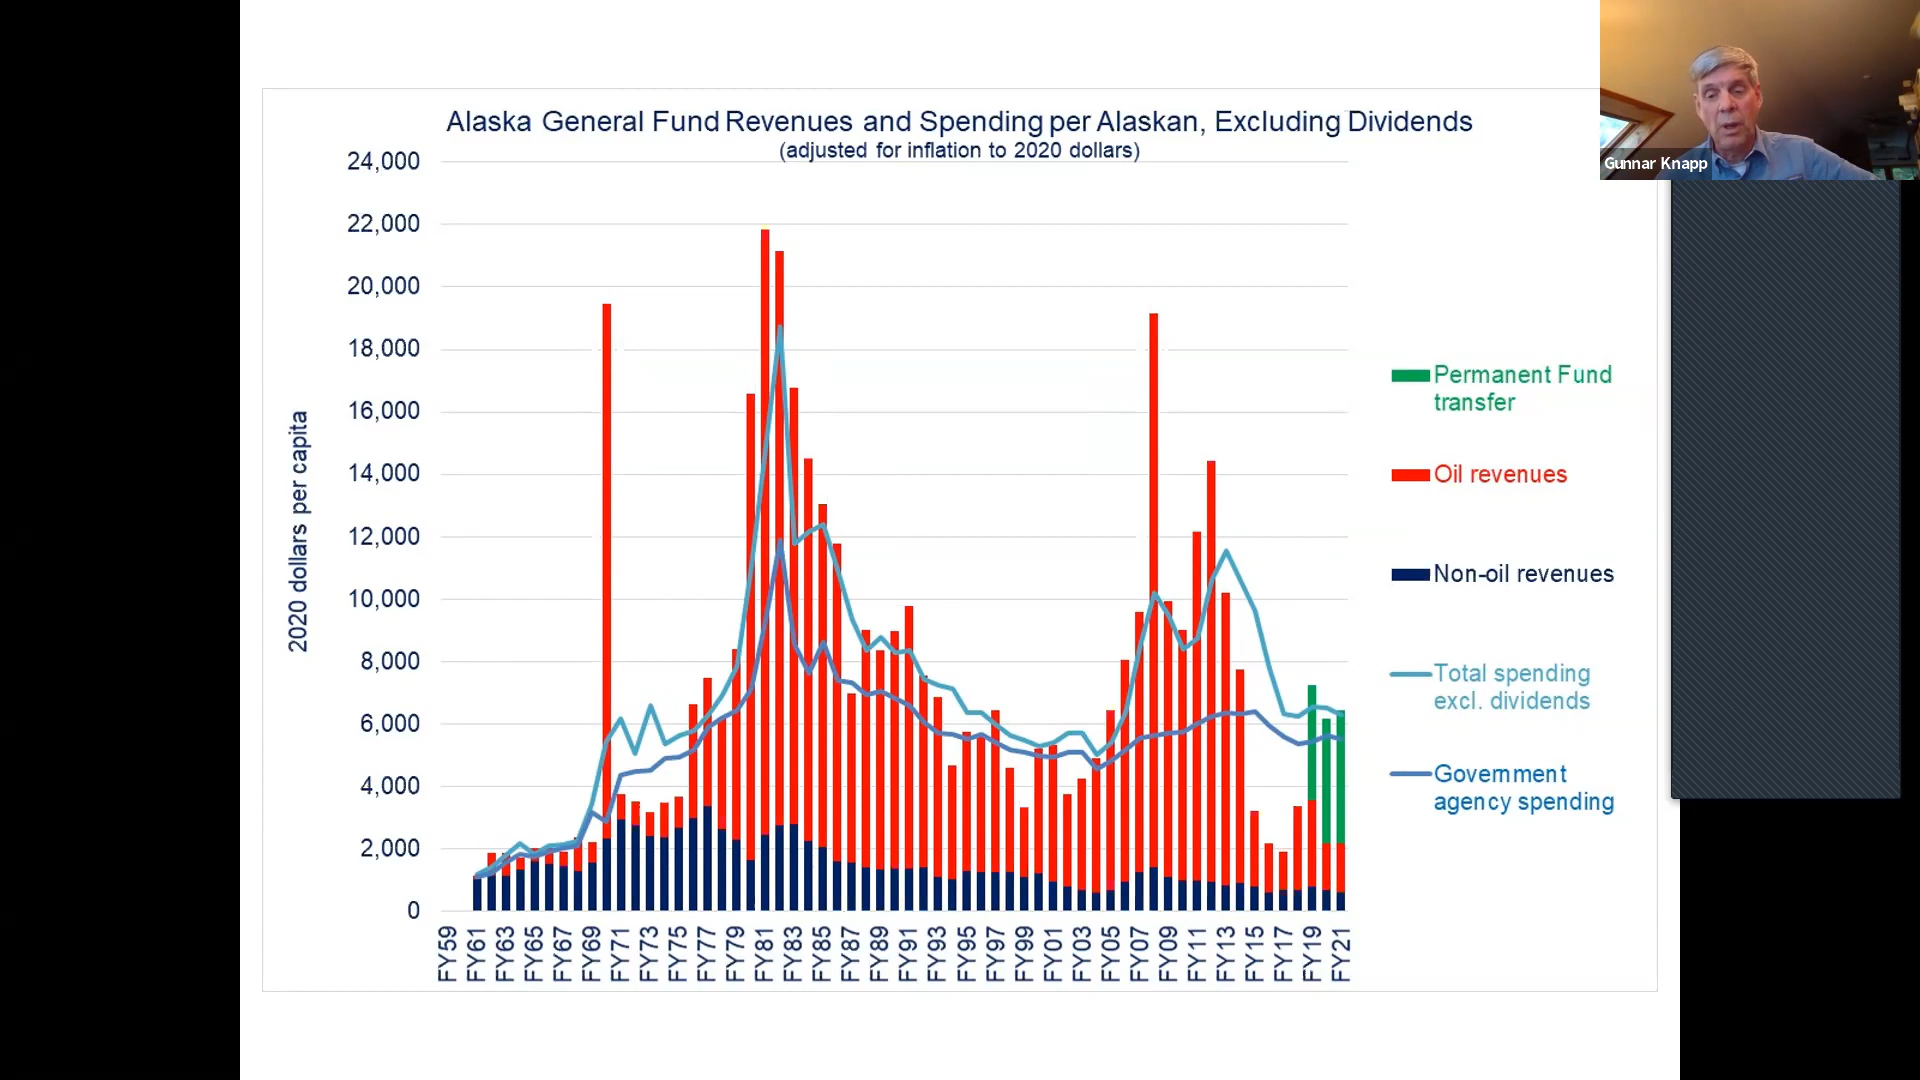 Alaska General Fund Revenues and Spending per Alaskan, Excluding Dividends
(adjusted for inflation to 2020 dollars)
24,000
22,000
20,000
18,000
16,000
14,000
12,000
10,000
8,000
6,000
4,000
2,000
0
2020 dollars per capita
FY59
FY61
FY63
FY65
FY67
FY69
FY71
FY73
FY75
FY77
FY79
FY81
FY83
FY85
FY87
FY89
FY91
FY93
FY95
FY97
FY99
FY01
FY03
FY05
FY07
FY09
FY11
FY13
FY15
FY17
FY19
FY21
Permanent Fund
transfer
Oil revenues
Non-oil revenues
Total spending
excl. dividends
Government
agency spending
Gunnar Knapp